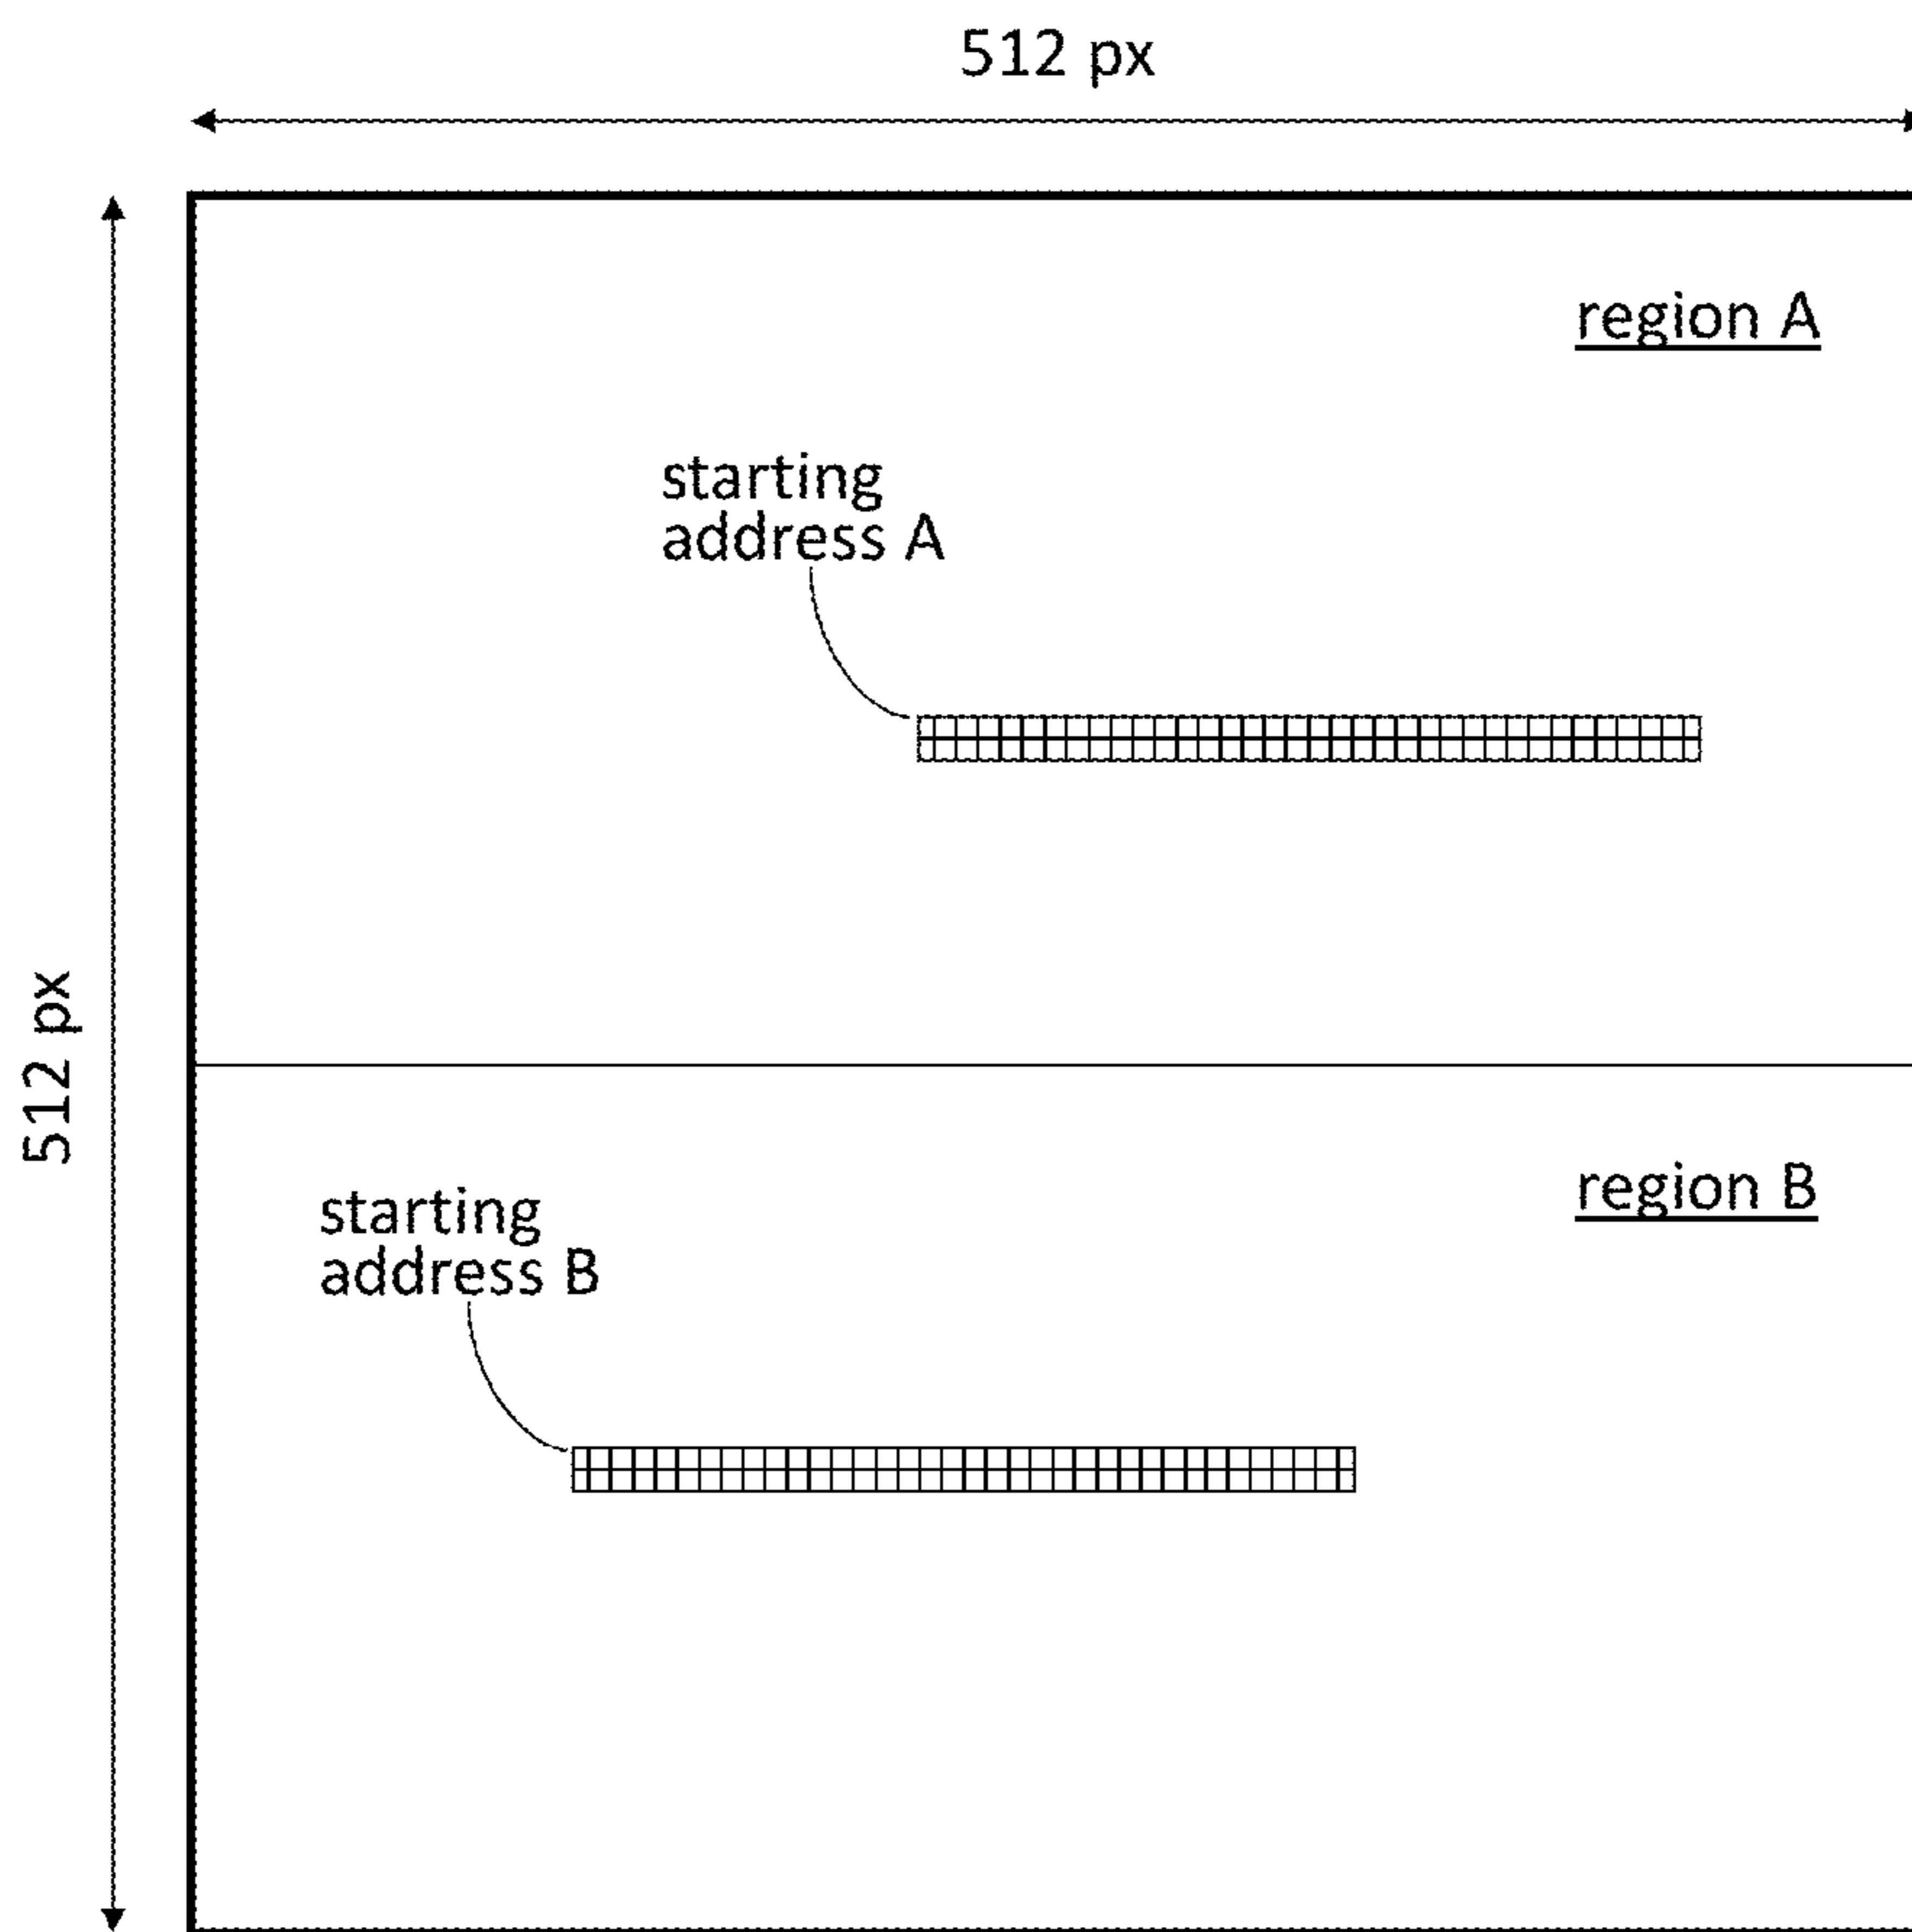 512 px
region A
starting
address A
512 px
region B
starting
address B